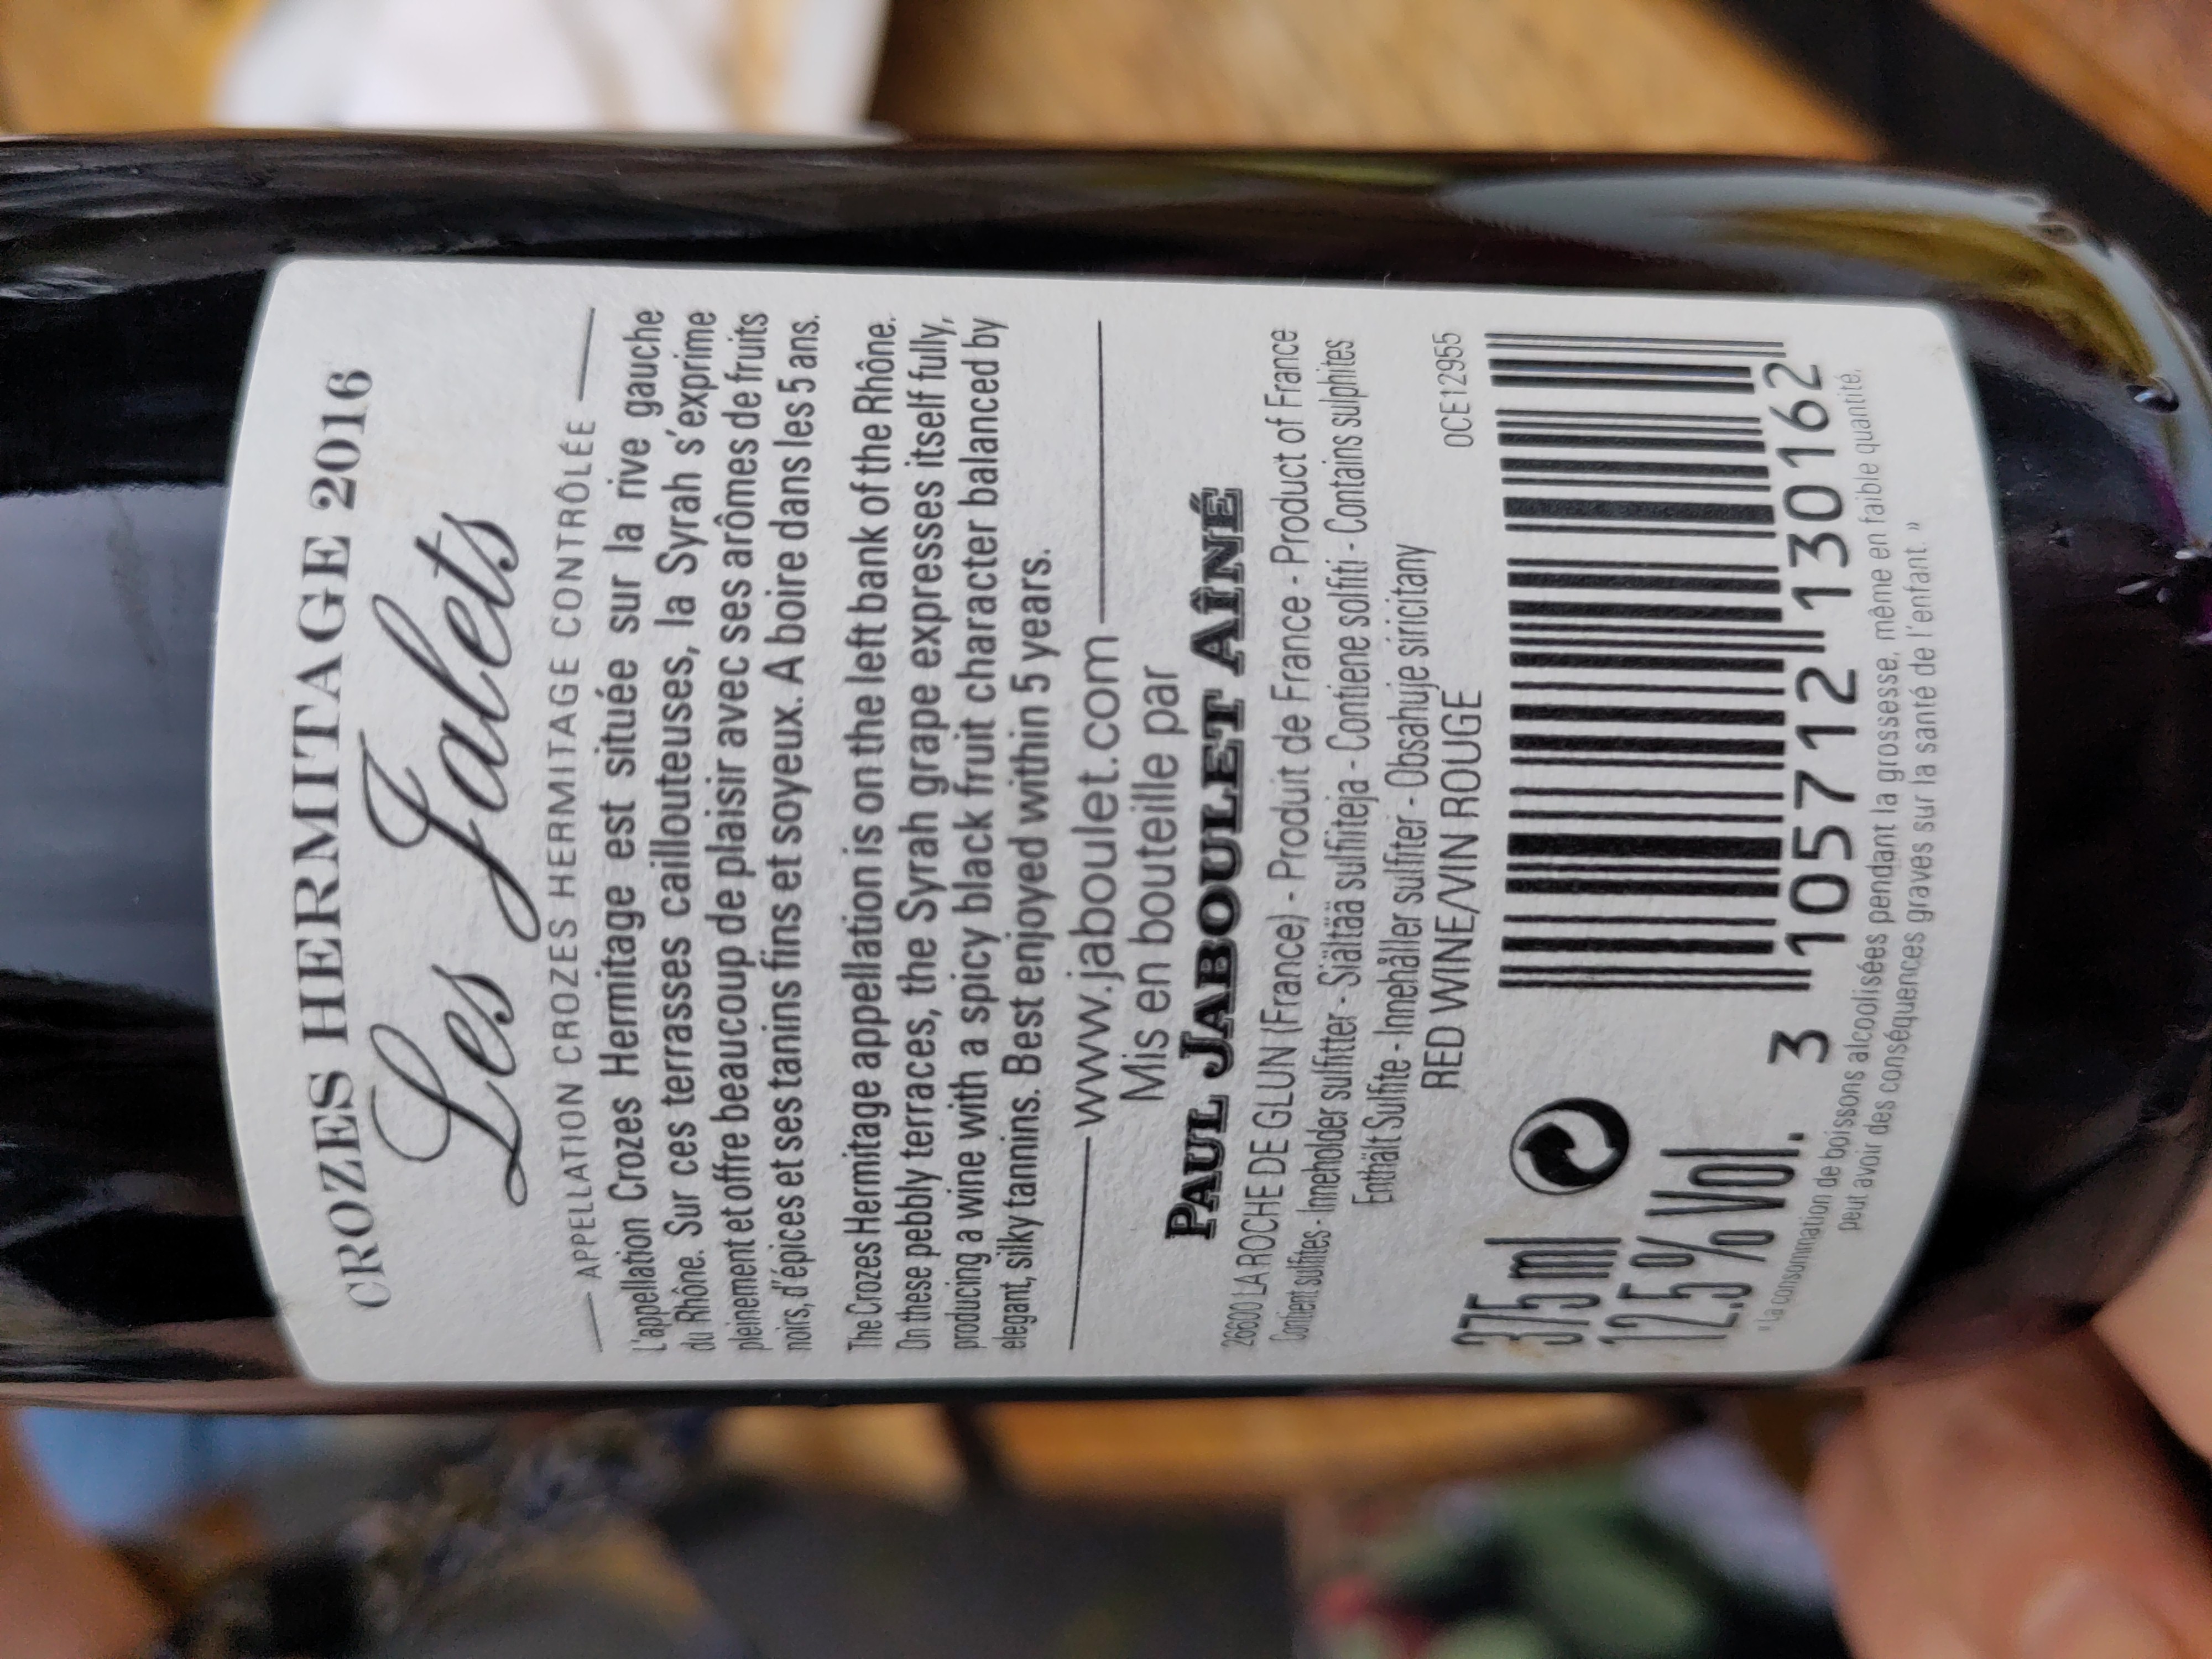 CROZES HERMITAGE 2016
Les Jalets
APPELLATION CROZES HERMITAGE CONTRÔLÉE
L'appellation Crozes Hermitage est située sur la rive gauche
du Rhône. Sur ces terrasses caillouteuses, la Syrah s'exprime
pleinement et offre beaucoup de plaisir avec ses arômes de fruits
noirs, d'épices et ses tanins fins et soyeux. A boire dans les 5 ans.
The Crozes Hermitage appellation is on the left bank of the Rhône.
On these pebbly terraces, the Syrah grape expresses itself fully,
producing a wine with a spicy black fruit character balanced by
elegant, silky tannins. Best enjoyed within 5 years.
www.jaboulet.com
Mis en bouteille par
PAUL JABOULET AÎNÉ
26600 LA ROCHE DE GLUN (France) - Produit de France - Product of France
Contient sulfites - Inneholder sulfitter - Siältää sulfiiteja - Contiene solfiti - Contains sulphites
Enthält Sulfite - Innehåller sulfiter - Obsahuje siricitany
RED WINE/VIN ROUGE
OCE12955
375 ml
12.5 % Vol.
3 105712 130162
"La consommation de boissons alcoolisées pendant la grossesse, même en faible quantité,
peut avoir des conséquences graves sur la santé de l'enfant. »